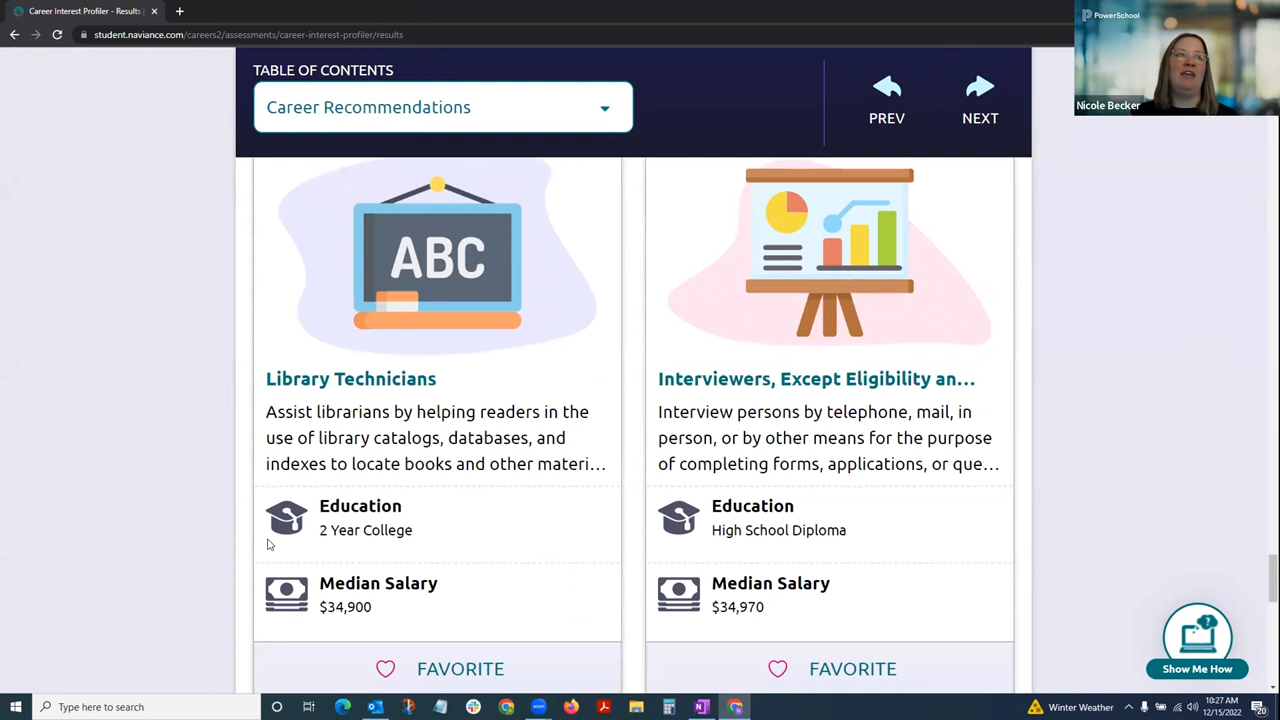 Career Interest Profiler - Results |
student.naviance.com/careers2/assessments/career-interest-profiler/results
PowerSchool
Nicole Becker
TABLE OF CONTENTS
Career Recommendations
PREV
NEXT
ABC
Library Technicians
Assist librarians by helping readers in the
use of library catalogs, databases, and
indexes to locate books and other materi...
Education
2 Year College
Median Salary
$34,900
FAVORITE
Interviewers, Except Eligibility an...
Interview persons by telephone, mail, in
person, or by other means for the purpose
of completing forms, applications, or que...
Education
High School Diploma
Median Salary
$34,970
FAVORITE
Show Me How
Type here to search
Winter Weather
10:27 AM
12/15/2022
20